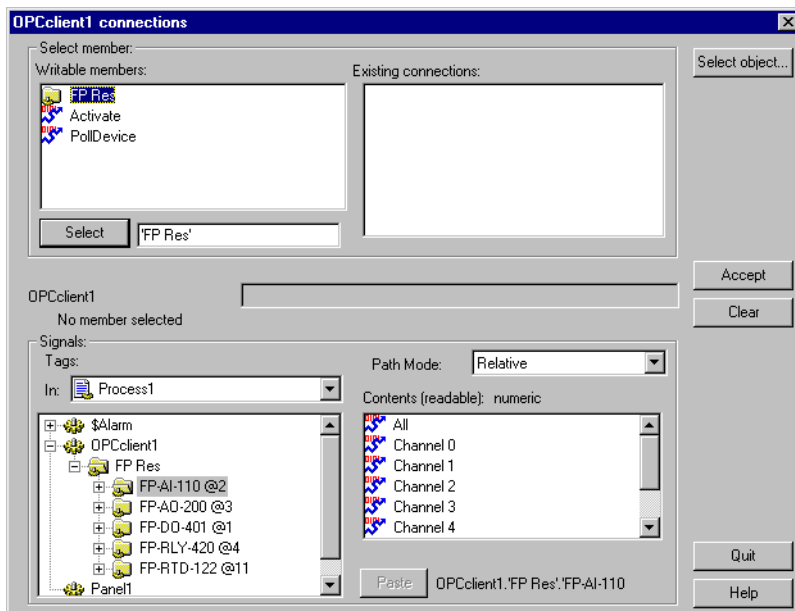 OPCclient1 connections
Select member:
Writable members:
FP Res
Activate
PollDevice
Select
'FP Res'
Existing connections:
Select object...
Accept
Clear
OPCclient1
No member selected
Signals:
Tags:
In: Process1
$Alarm
OPCclient1
FP Res
FP-AI-110 @2
FP-AO-200 @3
FP-DO-401 @1
FP-RLY-420 @4
FP-RTD-122 @11
Panel1
Path Mode: Relative
Contents (readable): numeric
All
Channel 0
Channel 1
Channel 2
Channel 3
Channel 4
Paste
OPCclient1.'FP Res'.'FP-AI-110
Quit
Help